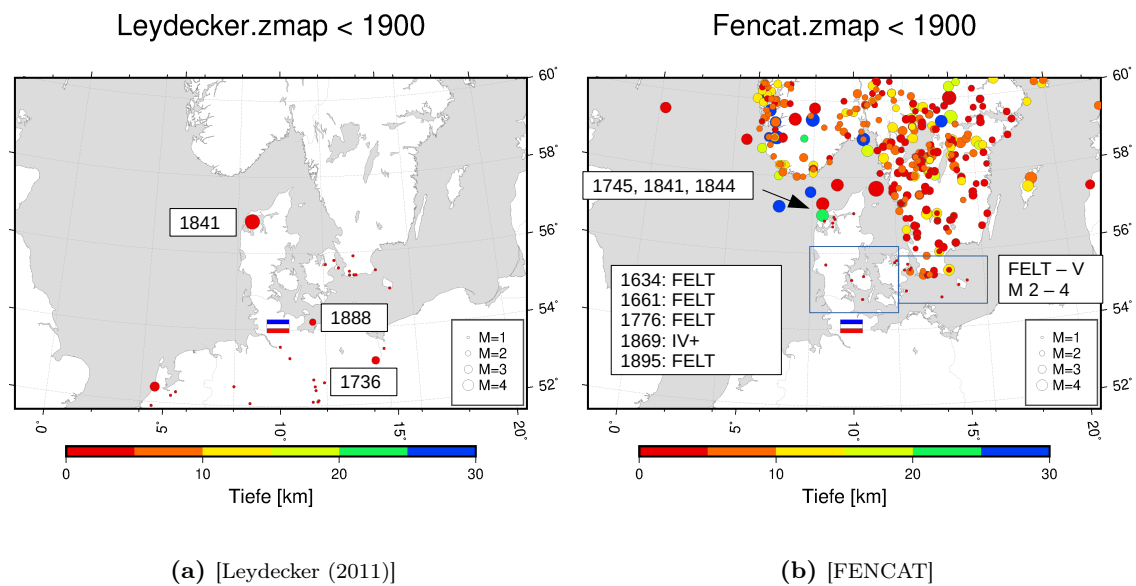 Leydecker.zmap < 1900
60°
58°
56°
54°
52°
0°
5°
10°
15°
20°
1841
1888
1736
M=1
M=2
M=3
M=4
0 10 20 30
Tiefe [km]
(a) [Leydecker (2011)]
Fencat.zmap < 1900
60°
58°
56°
54°
52°
0°
5°
10°
15°
20°
1745, 1841, 1844
1634: FELT
1661: FELT
1776: FELT
1869: IV+
1895: FELT
FELT – V
M 2 – 4
M=1
M=2
M=3
M=4
0 10 20 30
Tiefe [km]
(b) [FENCAT]